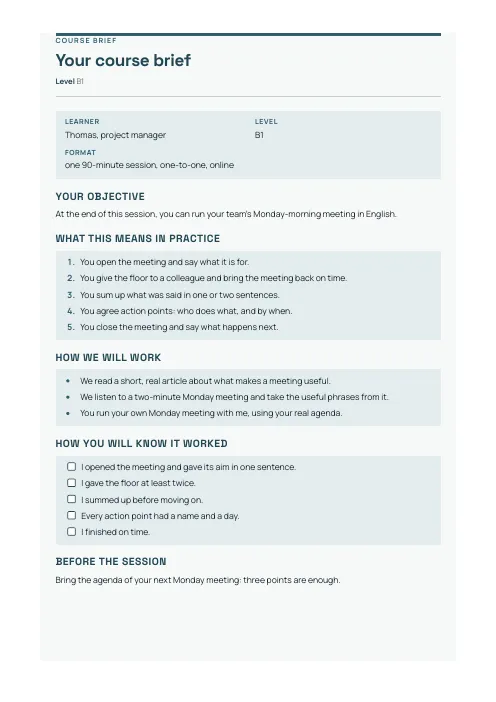 COURSE BRIEF
Your course brief
Level B1
LEARNER
Thomas, project manager
LEVEL
B1
FORMAT
one 90-minute session, one-to-one, online
YOUR OBJECTIVE
At the end of this session, you can run your team's Monday-morning meeting in English.
WHAT THIS MEANS IN PRACTICE
1. You open the meeting and say what it is for.
2. You give the floor to a colleague and bring the meeting back on time.
3. You sum up what was said in one or two sentences.
4. You agree action points: who does what, and by when.
5. You close the meeting and say what happens next.
HOW WE WILL WORK
• We read a short, real article about what makes a meeting useful.
• We listen to a two-minute Monday meeting and take the useful phrases from it.
• You run your own Monday meeting with me, using your real agenda.
HOW YOU WILL KNOW IT WORKED
I opened the meeting and gave its aim in one sentence.
I gave the floor at least twice.
I summed up before moving on.
Every action point had a name and a day.
I finished on time.
BEFORE THE SESSION
Bring the agenda of your next Monday meeting: three points are enough.